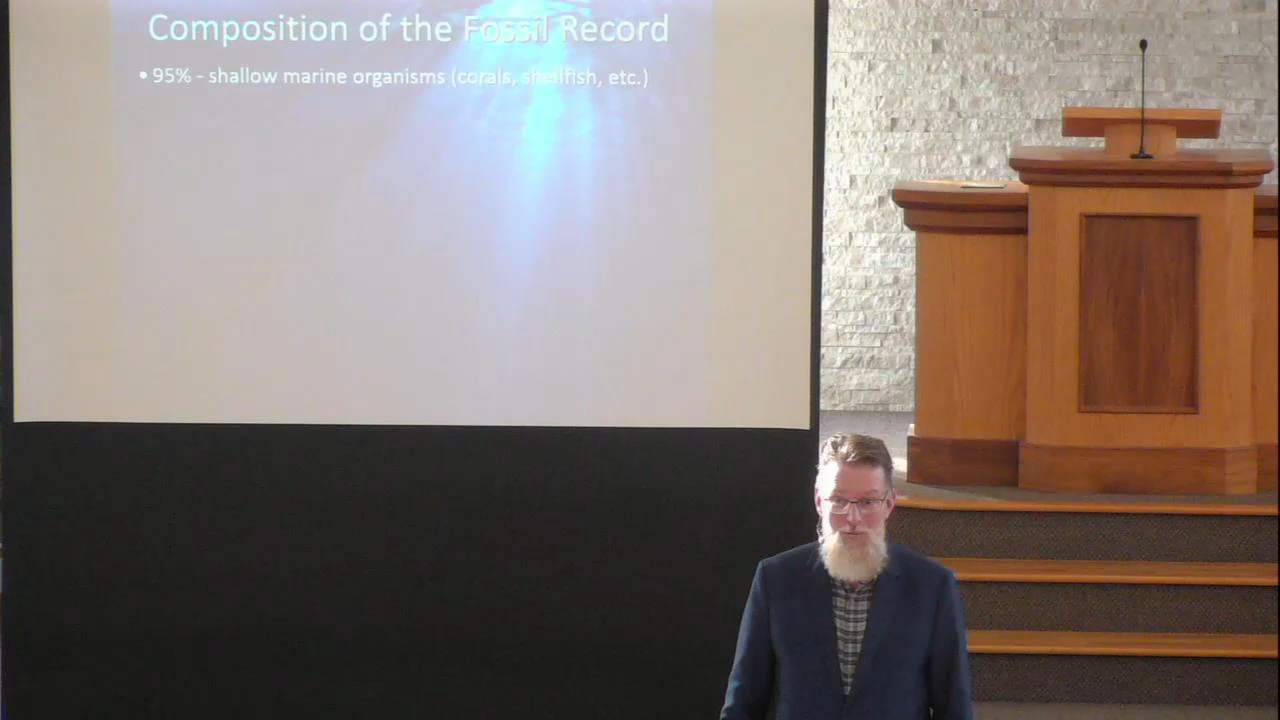 Composition of the Fossil Record
• 95% - shallow marine organisms (corals, shellfish, etc.)